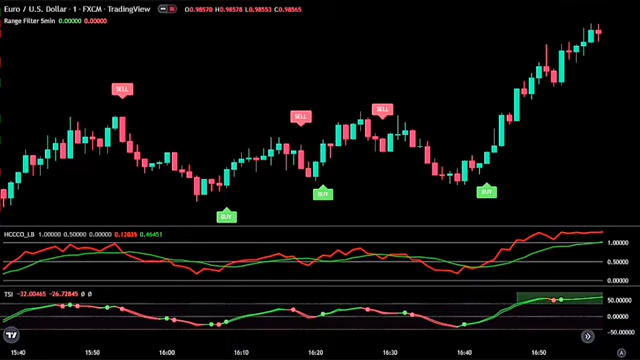 Euro / U.S. Dollar · 1 · FXCM · TradingView O0.98570 H0.98578 L0.98553 C0.98565
Range Filter 5min 0.00000 0.00000
SELL
SELL
SELL
BUY
BUY
BUY
HCCCO_LB 1.00000 0.50000 0.00000 0.12035 0.46451
1.00000
0.50000
0.00000
TSI -32.00465 -26.72845 Ø Ø
50.00000
0.00000
-50.00000
15:40 15:50 16:00 16:10 16:20 16:30 16:40 16:50